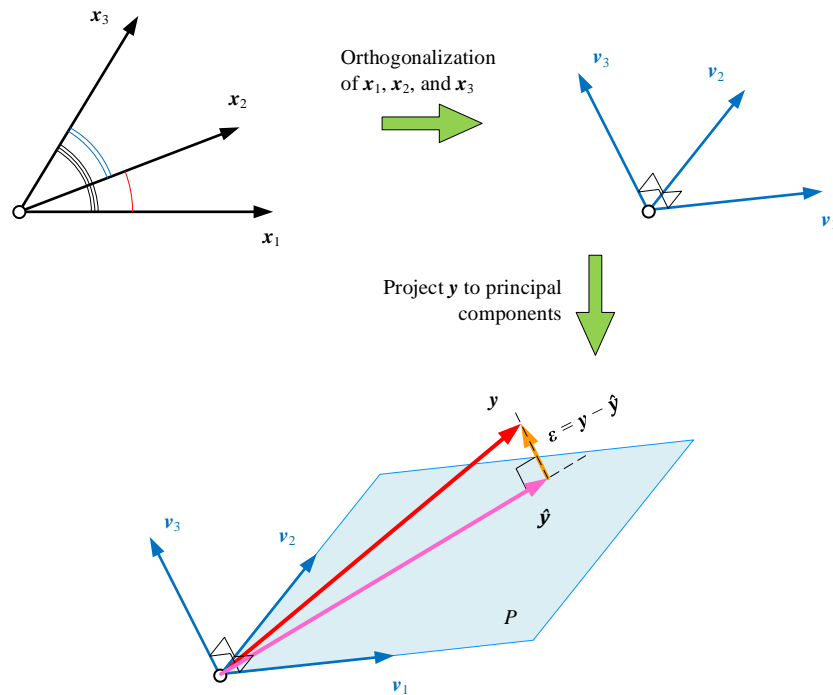 x3
x2
x1
Orthogonalization
of x1, x2, and x3
v3
v2
v
Project y to principal
components
y
ε = y − ŷ
ŷ
v3
v2
P
v1